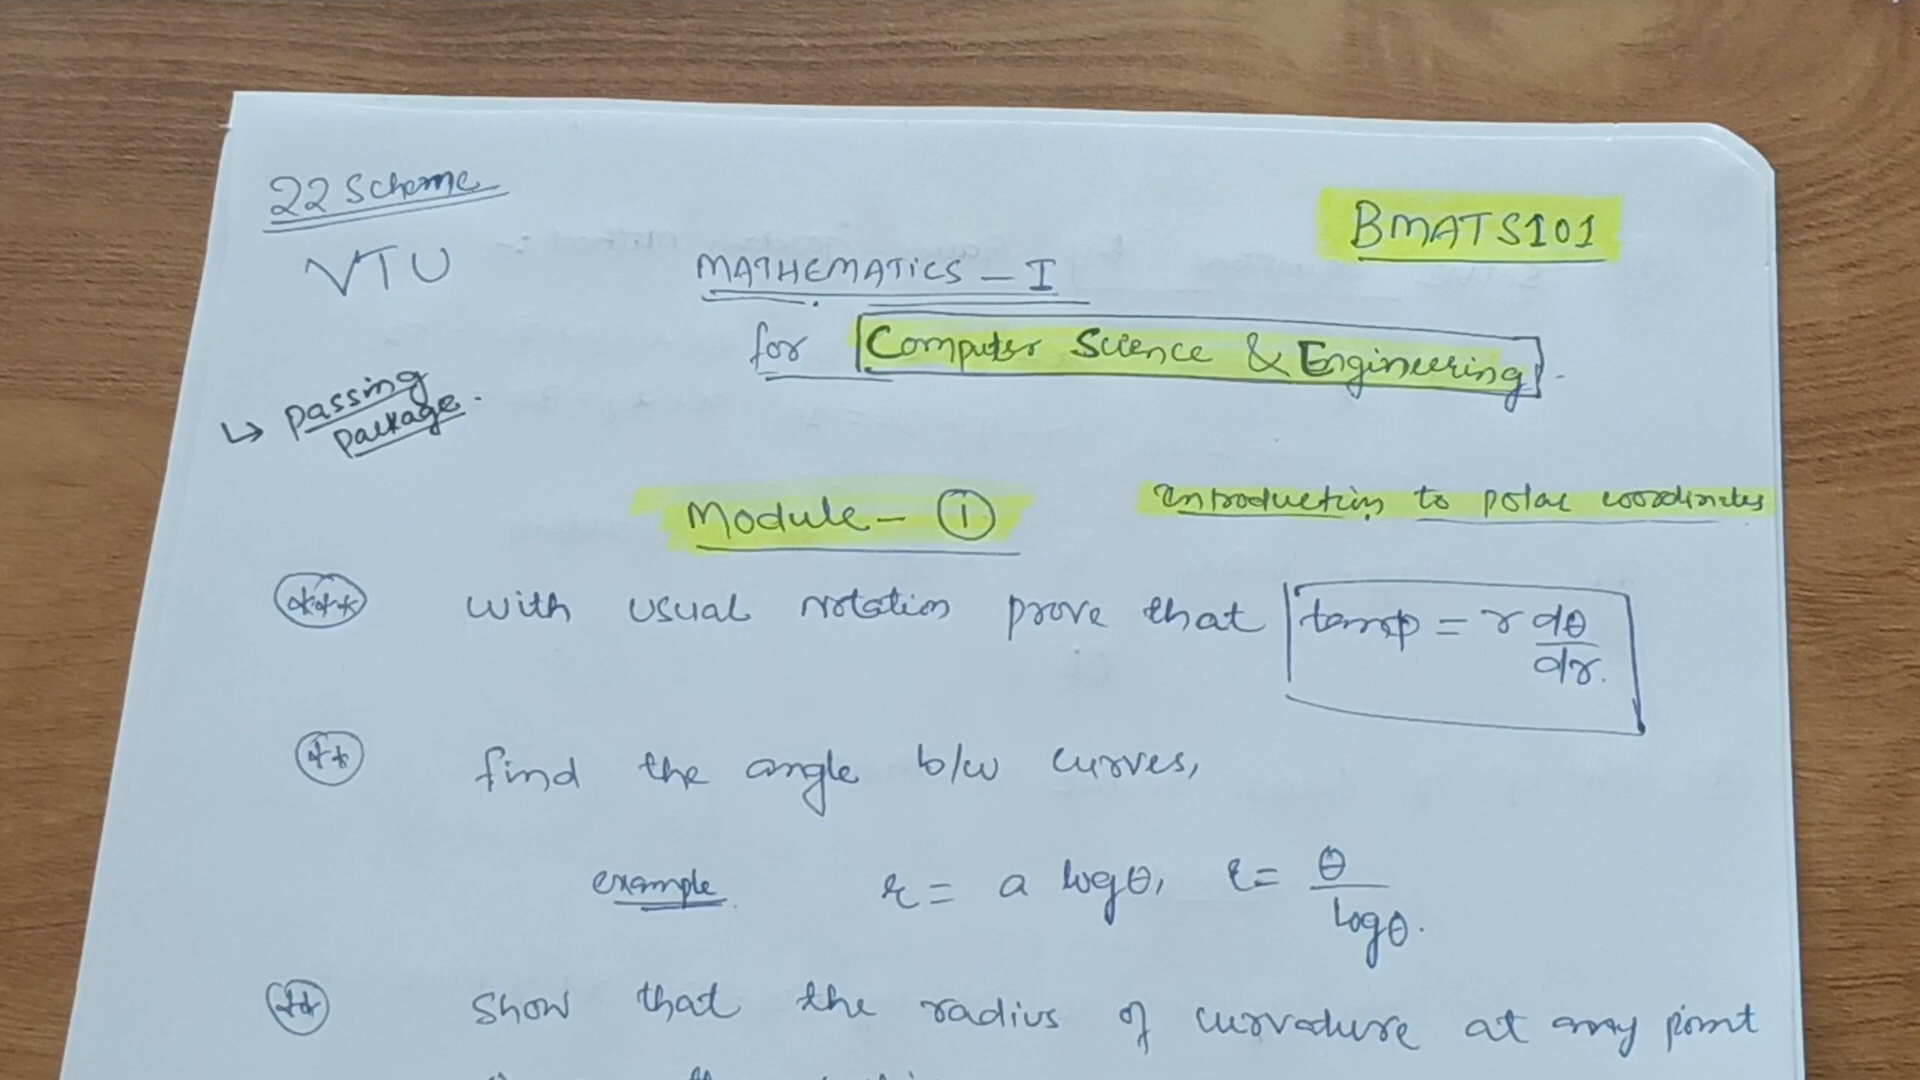 22 Scheme
VTU
BMATS101
MATHEMATICS - I
for Computer Science & Engineering.
↳ passing
package.
Module - ①
Introduction to polar coordinates
*** with usual notation prove that tanφ = r dθ/dr.
** find the angle b/w curves,
example r = a logθ, r = θ/logθ.
** Show that the radius of curvature at any point